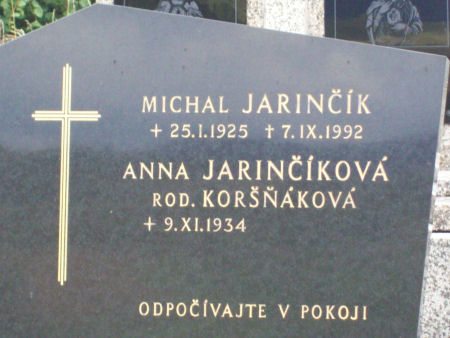 MICHAL JARINČÍK
+ 25.I.1925 † 7.IX.1992
ANNA JARINČÍKOVÁ
ROD. KORŠŇÁKOVÁ
+ 9.XI.1934
ODPOČÍVAJTE V POKOJI